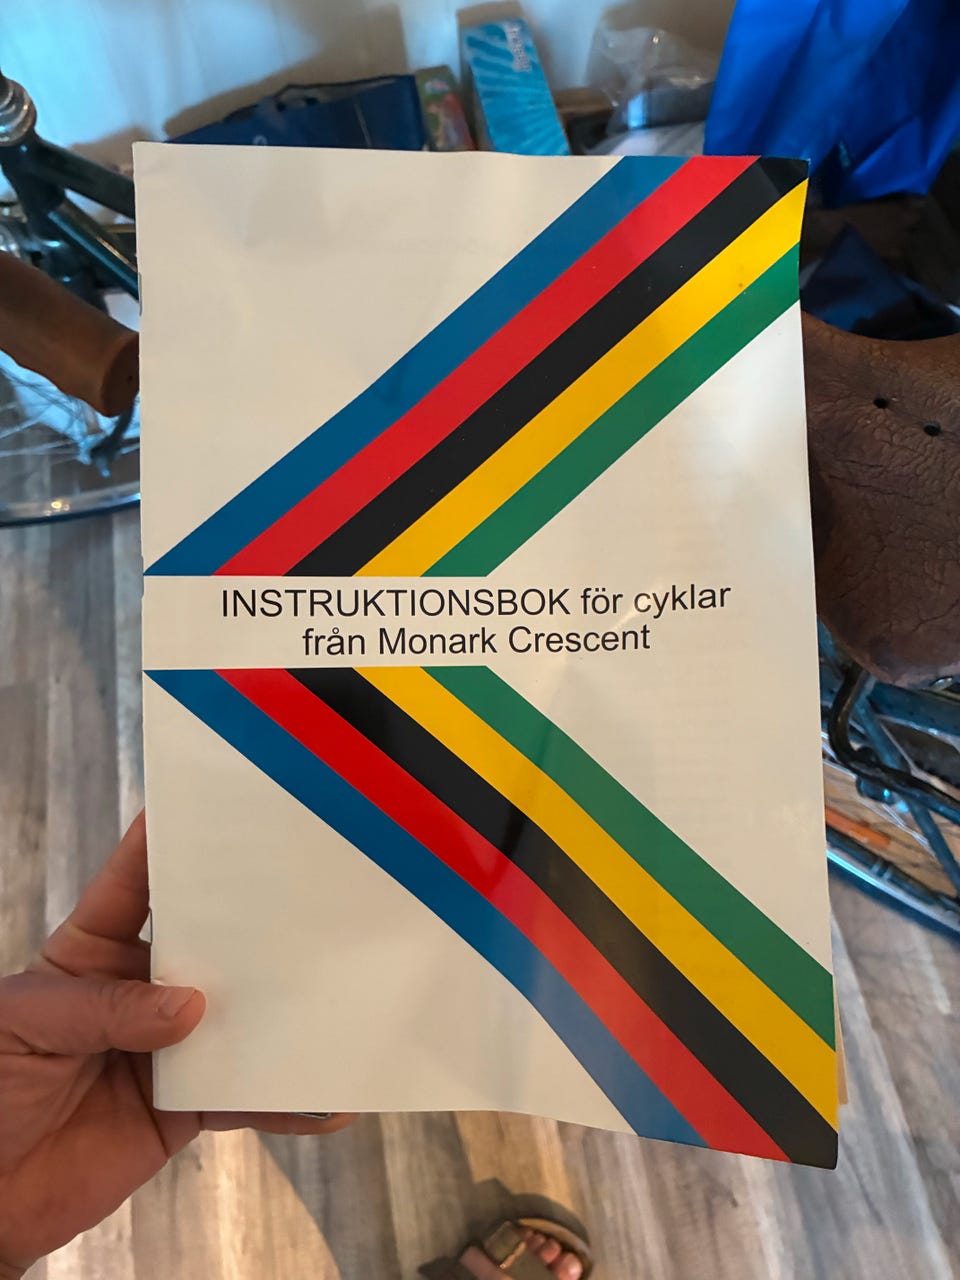 INSTRUKTIONSBOK för cyklar
från Monark Crescent